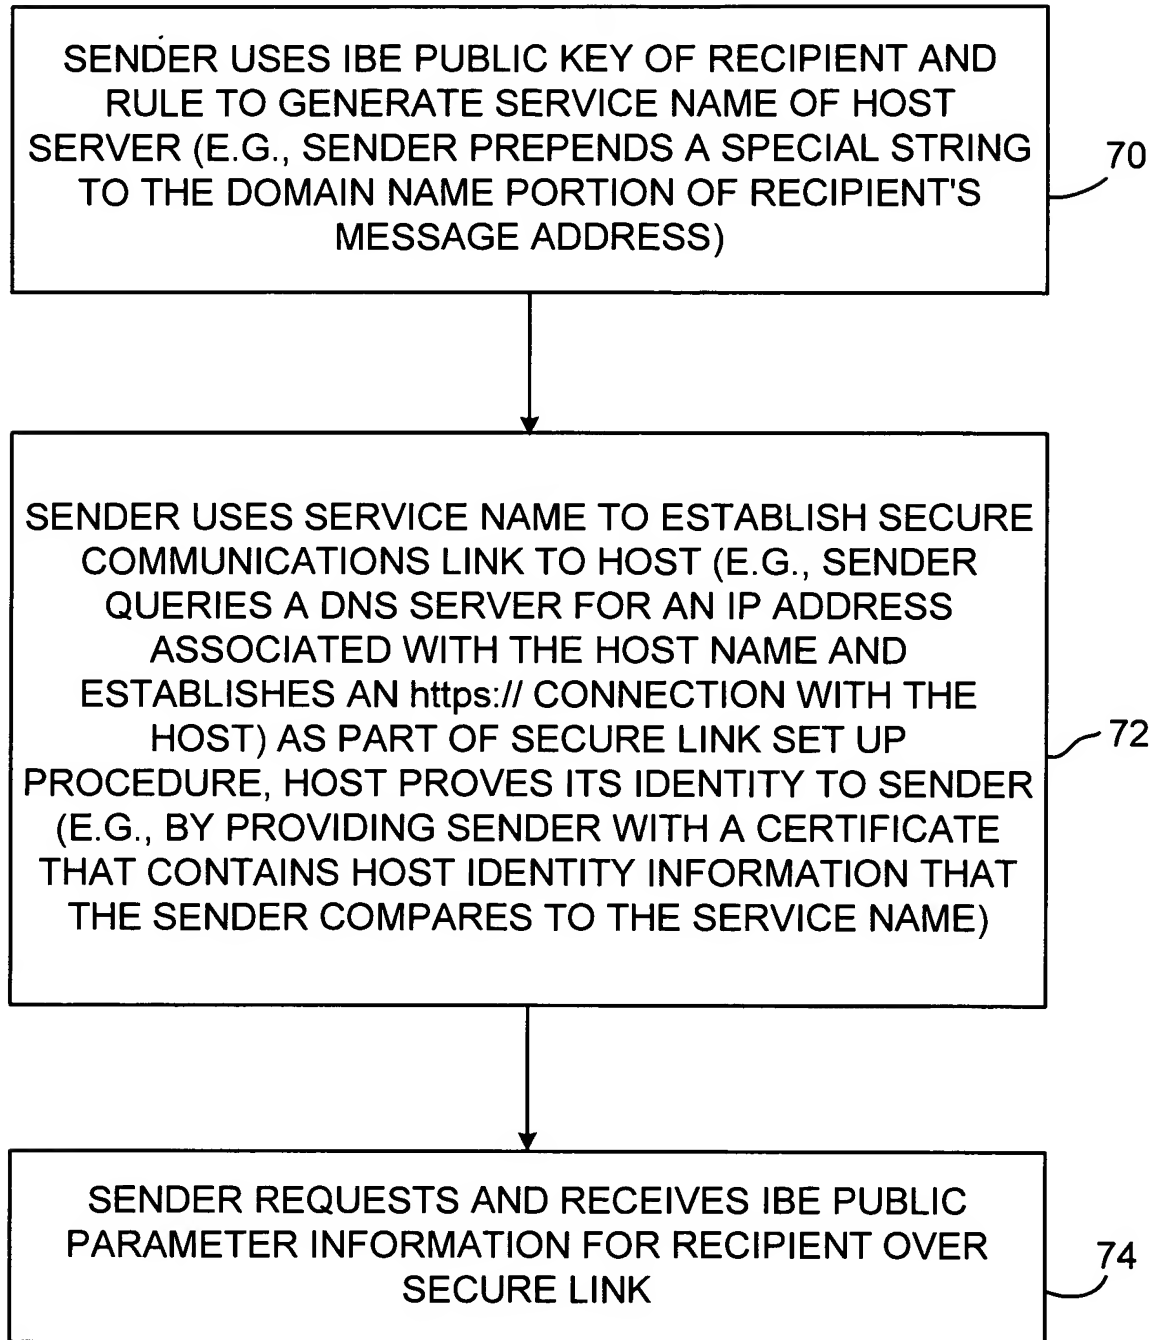 SENDER USES IBE PUBLIC KEY OF RECIPIENT AND
RULE TO GENERATE SERVICE NAME OF HOST
SERVER (E.G., SENDER PREPENDS A SPECIAL STRING
TO THE DOMAIN NAME PORTION OF RECIPIENT'S
MESSAGE ADDRESS)
70
SENDER USES SERVICE NAME TO ESTABLISH SECURE
COMMUNICATIONS LINK TO HOST (E.G., SENDER
QUERIES A DNS SERVER FOR AN IP ADDRESS
ASSOCIATED WITH THE HOST NAME AND
ESTABLISHES AN https:// CONNECTION WITH THE
HOST) AS PART OF SECURE LINK SET UP
PROCEDURE, HOST PROVES ITS IDENTITY TO SENDER
(E.G., BY PROVIDING SENDER WITH A CERTIFICATE
THAT CONTAINS HOST IDENTITY INFORMATION THAT
THE SENDER COMPARES TO THE SERVICE NAME)
72
SENDER REQUESTS AND RECEIVES IBE PUBLIC
PARAMETER INFORMATION FOR RECIPIENT OVER
SECURE LINK
74